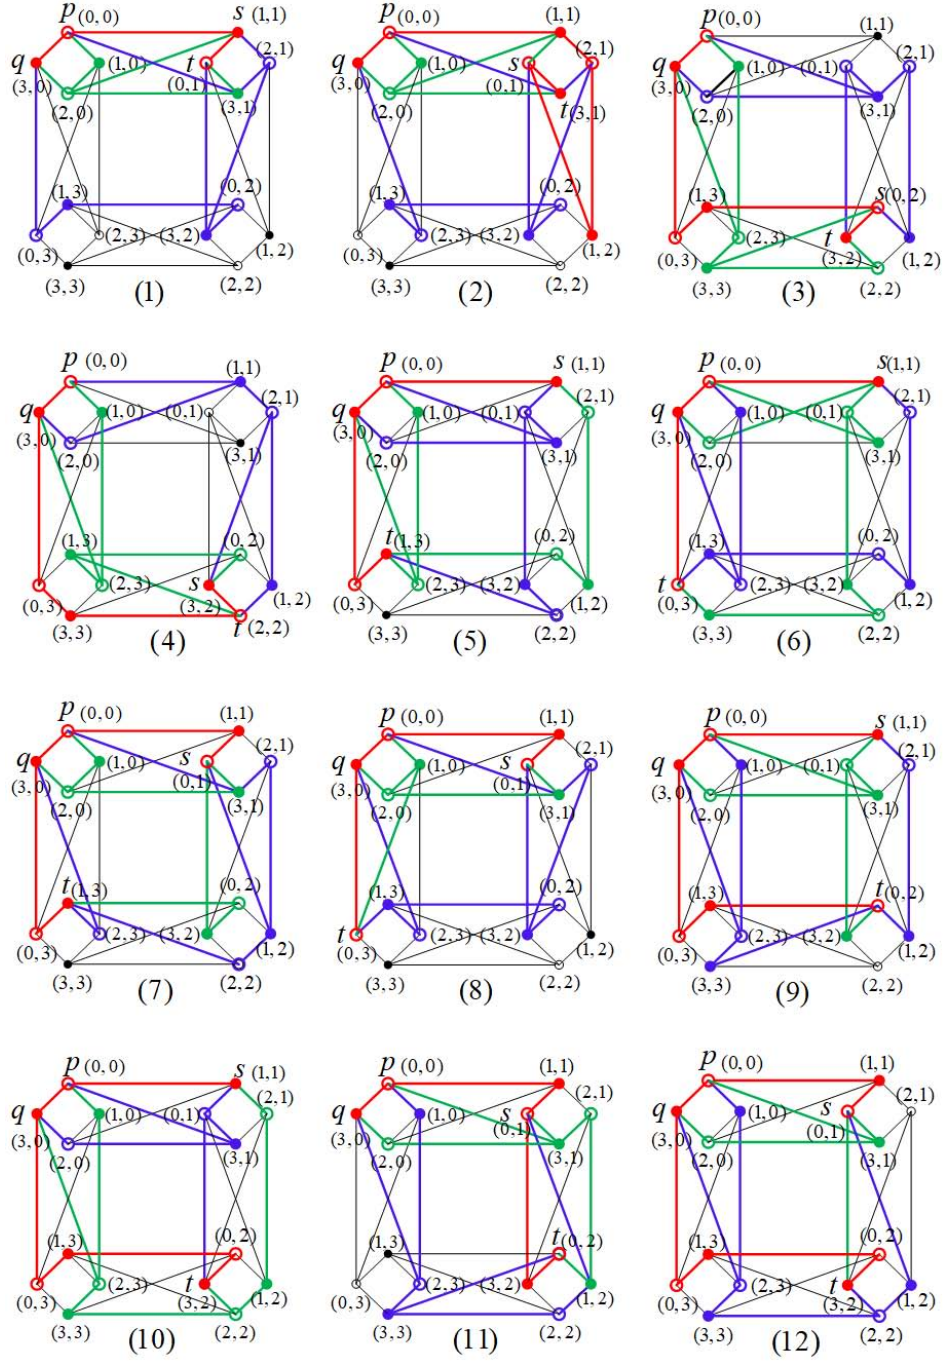 p (0, 0) s (1, 1)
q (1, 0) t (2, 1)
(3, 0) (2, 0) (0, 1) (3, 1)
(1, 3) (0, 2)
(0, 3) (2, 3) (3, 2) (1, 2)
(3, 3) (1) (2, 2)
p (0, 0) (1, 1)
q (1, 0) s (2, 1)
(3, 0) (2, 0) (0, 1) t (3, 1)
(1, 3) (0, 2)
(0, 3) (2, 3) (3, 2) (1, 2)
(3, 3) (2) (2, 2)
p (0, 0) (1, 1)
q (1, 0) (0, 1) (2, 1)
(3, 0) (2, 0) (3, 1)
(1, 3) s (0, 2)
(0, 3) (2, 3) t (3, 2) (1, 2)
(3, 3) (3) (2, 2)
p (0, 0) (1, 1)
q (1, 0) (0, 1) (2, 1)
(3, 0) (2, 0) (3, 1)
(1, 3) (0, 2)
(0, 3) (2, 3) s (3, 2) (1, 2)
(3, 3) (4) t (2, 2)
p (0, 0) s (1, 1)
q (1, 0) (0, 1) (2, 1)
(3, 0) (2, 0) (3, 1)
t (1, 3) (0, 2)
(0, 3) (2, 3) (3, 2) (1, 2)
(3, 3) (5) (2, 2)
p (0, 0) s (1, 1)
q (1, 0) (0, 1) (2, 1)
(3, 0) (2, 0) (3, 1)
(1, 3) (0, 2)
t (0, 3) (2, 3) (3, 2) (1, 2)
(3, 3) (6) (2, 2)
p (0, 0) (1, 1)
q (1, 0) s (2, 1)
(3, 0) (2, 0) (0, 1) (3, 1)
t (1, 3) (0, 2)
(0, 3) (2, 3) (3, 2) (1, 2)
(3, 3) (7) (2, 2)
p (0, 0) (1, 1)
q (1, 0) s (2, 1)
(3, 0) (2, 0) (0, 1) (3, 1)
(1, 3) (0, 2)
t (0, 3) (2, 3) (3, 2) (1, 2)
(3, 3) (8) (2, 2)
p (0, 0) s (1, 1)
q (1, 0) (0, 1) (2, 1)
(3, 0) (2, 0) (3, 1)
(1, 3) t (0, 2)
(0, 3) (2, 3) (3, 2) (1, 2)
(3, 3) (9) (2, 2)
p (0, 0) s (1, 1)
q (1, 0) (0, 1) (2, 1)
(3, 0) (2, 0) (3, 1)
(1, 3) (0, 2)
(0, 3) (2, 3) t (3, 2) (1, 2)
(3, 3) (10) (2, 2)
p (0, 0) (1, 1)
q (1, 0) s (2, 1)
(3, 0) (2, 0) (0, 1) (3, 1)
(1, 3) t (0, 2)
(0, 3) (2, 3) (3, 2) (1, 2)
(3, 3) (11) (2, 2)
p (0, 0) (1, 1)
q (1, 0) s (2, 1)
(3, 0) (2, 0) (0, 1) (3, 1)
(1, 3) (0, 2)
(0, 3) (2, 3) t (3, 2) (1, 2)
(3, 3) (12) (2, 2)